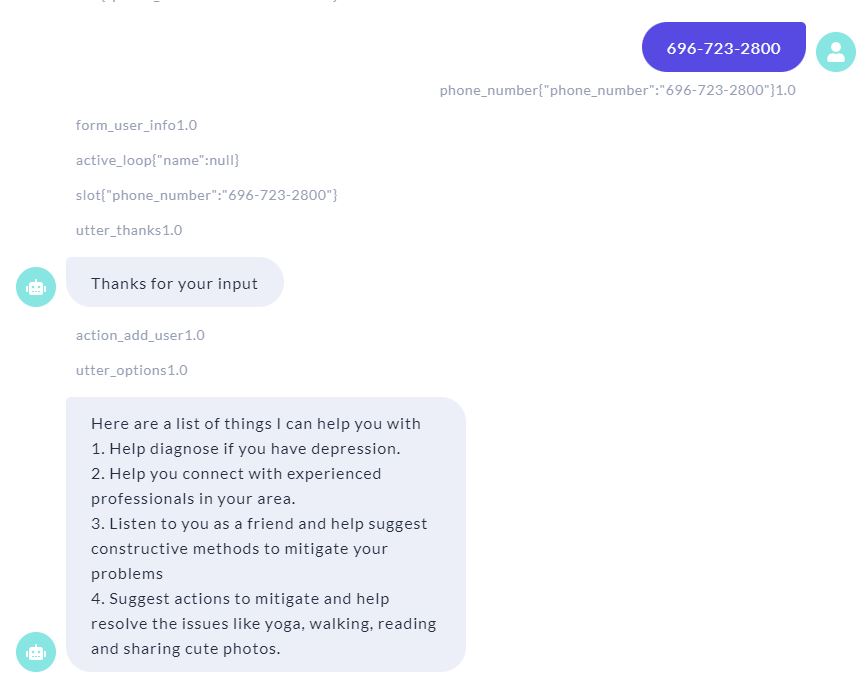 696-723-2800
phone_number{"phone_number":"696-723-2800"}1.0
form_user_info1.0
active_loop{"name":null}
slot{"phone_number":"696-723-2800"}
utter_thanks1.0
Thanks for your input
action_add_user1.0
utter_options1.0
Here are a list of things I can help you with
1. Help diagnose if you have depression.
2. Help you connect with experienced
professionals in your area.
3. Listen to you as a friend and help suggest
constructive methods to mitigate your
problems
4. Suggest actions to mitigate and help
resolve the issues like yoga, walking, reading
and sharing cute photos.